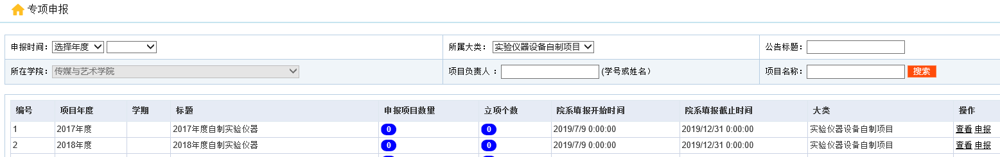 专项申报
申报时间: 选择年度 所属大类: 实验仪器设备自制项目 公告标题:
所在学院: 传媒与艺术学院 项目负责人 : (学号或姓名) 项目名称: 搜索
编号 项目年度 学期 标题 申报项目数量 立项个数 院系填报开始时间 院系填报截止时间 大类 操作
1 2017年度 2017年度自制实验仪器 0 0 2019/7/9 0:00:00 2019/12/31 0:00:00 实验仪器设备自制项目 查看 申报
2 2018年度 2018年度自制实验仪器 0 0 2019/7/9 0:00:00 2019/12/31 0:00:00 实验仪器设备自制项目 查看 申报